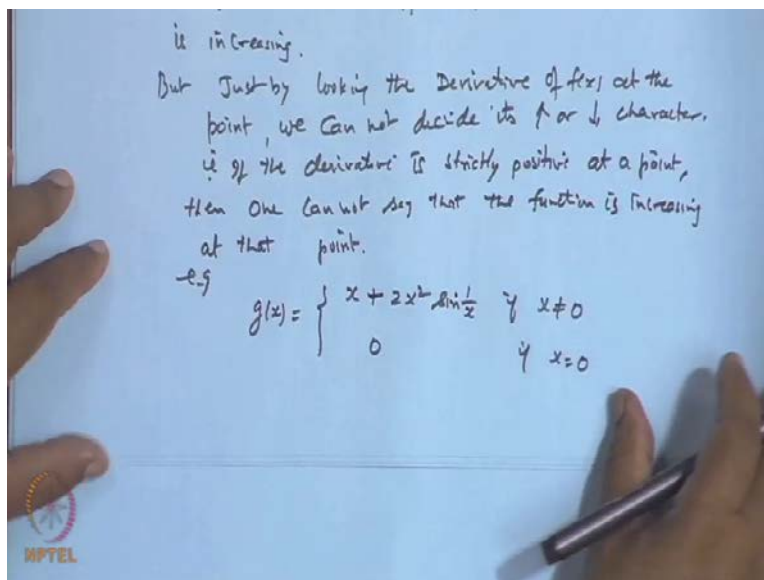 is increasing.
But Just by looking the Derivative of f(x) at the
point, we Can not decide its ↑ or ↓ character.
ie If the derivative is strictly positive at a point,
then One Cannot say that the function is increasing
at that point.
e.g
g(x) = { x + 2x² sin 1/x if x ≠ 0
0 if x = 0
NPTEL